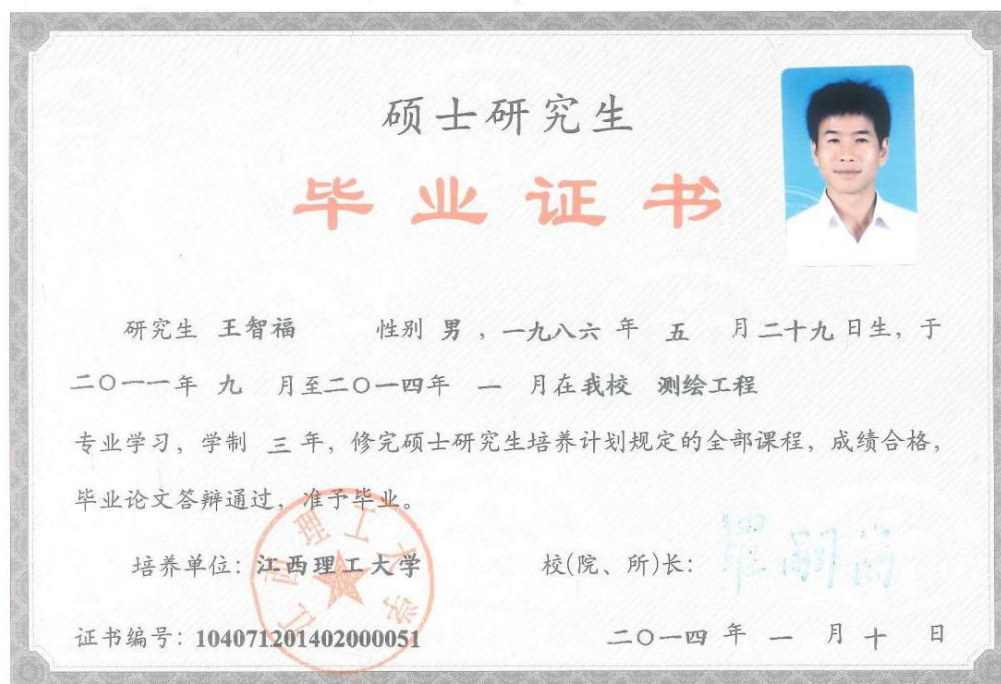 硕士研究生
毕业证书
研究生 王智福 性别 男 ，一九八六 年 五 月二十九日生，于
二〇一一年 九 月至二〇一四年 一 月在我校 测绘工程
专业学习，学制 三 年，修完硕士研究生培养计划规定的全部课程，成绩合格，
毕业论文答辩通过，准予毕业。
培养单位：江西理工大学 校(院、所)长：
江西理工大学
证书编号：104071201402000051 二〇一四 年 一 月 十 日